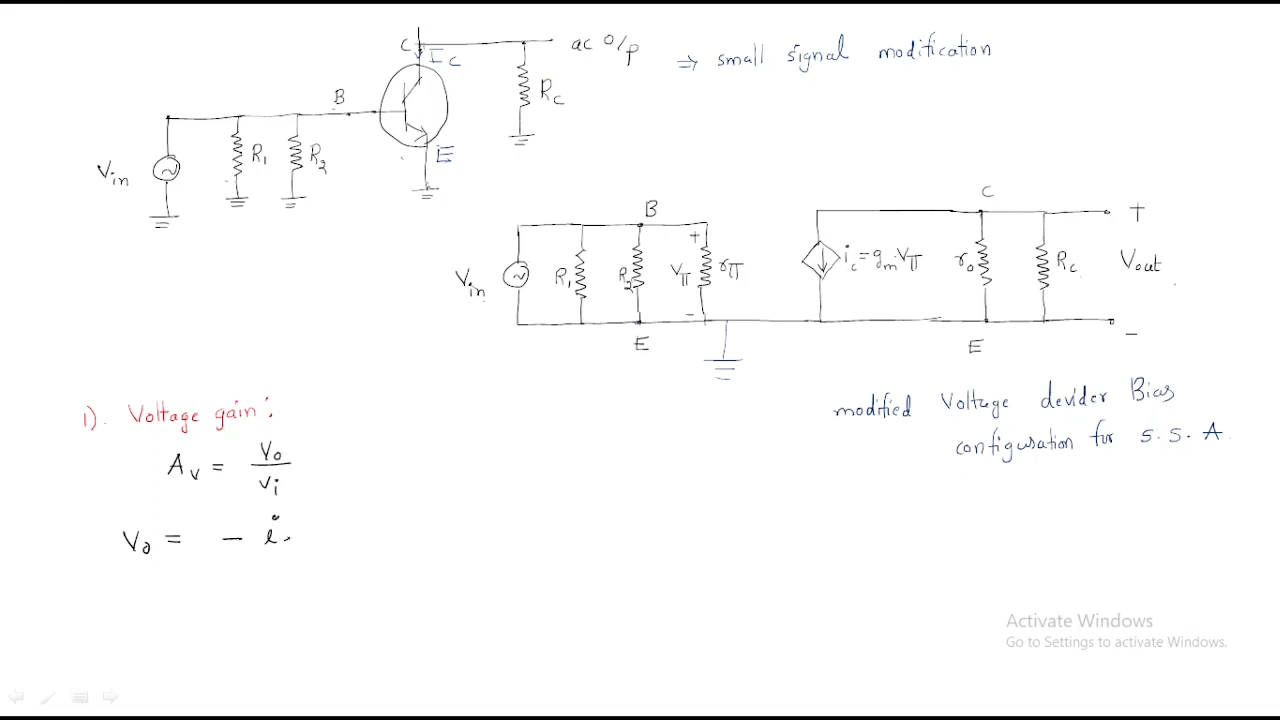 C
I C
ac o/p ⇒ small signal modification
B
R1
R2
RC
E
Vin
B
C
+
Vin
R1
R2
+
Vπ
-
rπ
ic = gm Vπ
ro
Rc
Vout
-
E
E
modified Voltage devider Bias
configuration for S. S. A
1). Voltage gain:
Av = Vo / vi
Vo = - i.
Activate Windows
Go to Settings to activate Windows.